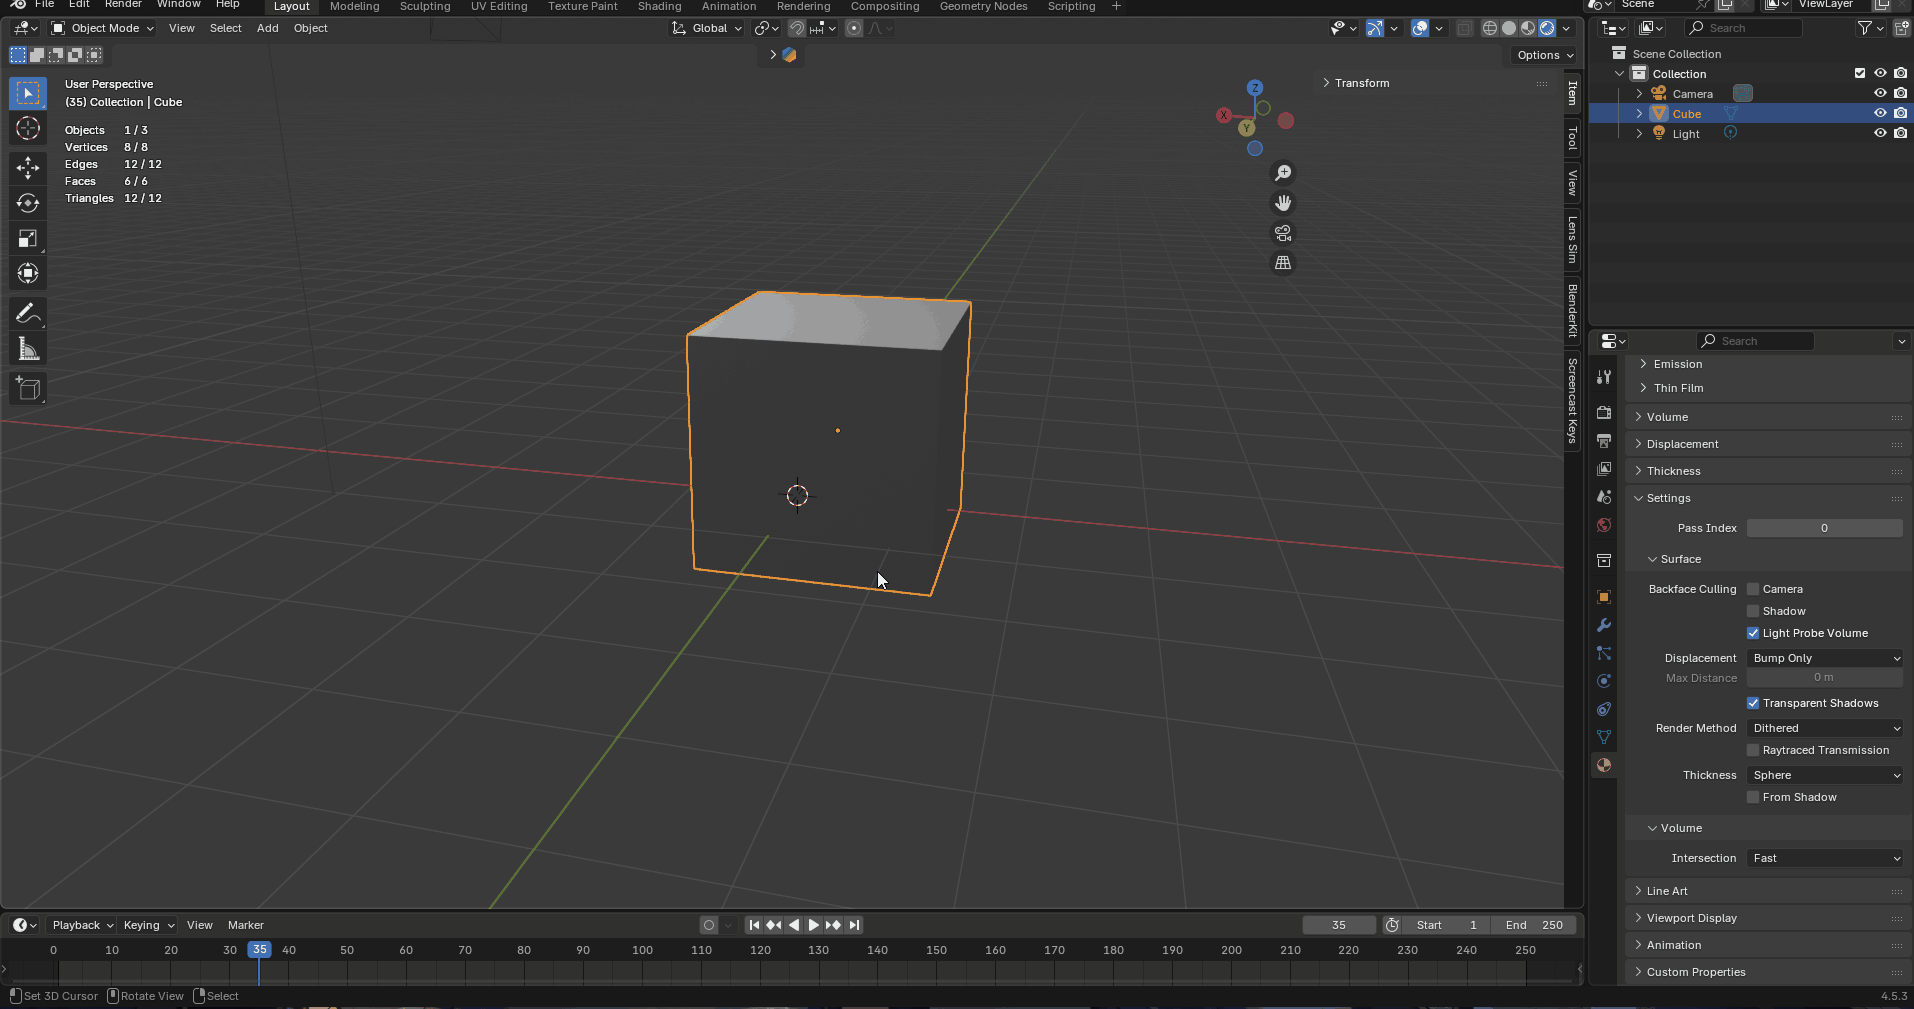 File Edit Render Window Help Layout Modeling Sculpting UV Editing Texture Paint Shading Animation Rendering Compositing Geometry Nodes Scripting + Scene ViewLayer
Object Mode View Select Add Object Global Search
Options
User Perspective
(35) Collection | Cube
Objects 1 / 3
Vertices 8 / 8
Edges 12 / 12
Faces 6 / 6
Triangles 12 / 12
Transform
Z
X
Y
Item
Tool
View
Lens Sim
BlenderKit
Screencast Keys
Scene Collection
Collection
Camera
Cube
Light
Search
Emission
Thin Film
Volume
Displacement
Thickness
Settings
Pass Index 0
Surface
Backface Culling Camera
Shadow
Light Probe Volume
Displacement Bump Only
Max Distance 0 m
Transparent Shadows
Render Method Dithered
Raytraced Transmission
Thickness Sphere
From Shadow
Volume
Intersection Fast
Line Art
Viewport Display
Animation
Custom Properties
Playback Keying View Marker 35 Start 1 End 250
0 10 20 30 35 40 50 60 70 80 90 100 110 120 130 140 150 160 170 180 190 200 210 220 230 240 250
Set 3D Cursor Rotate View Select 4.5.3